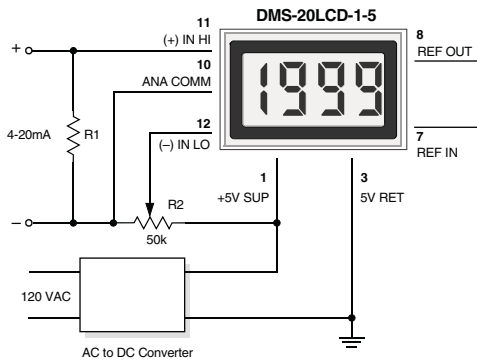 DMS-20LCD-1-5
11
(+) IN HI
8
REF OUT
+
10
ANA COMM
1999
4-20mA
R1
12
(–) IN LO
7
REF IN
1
+5V SUP
3
5V RET
R2
–
50k
120 VAC
AC to DC Converter